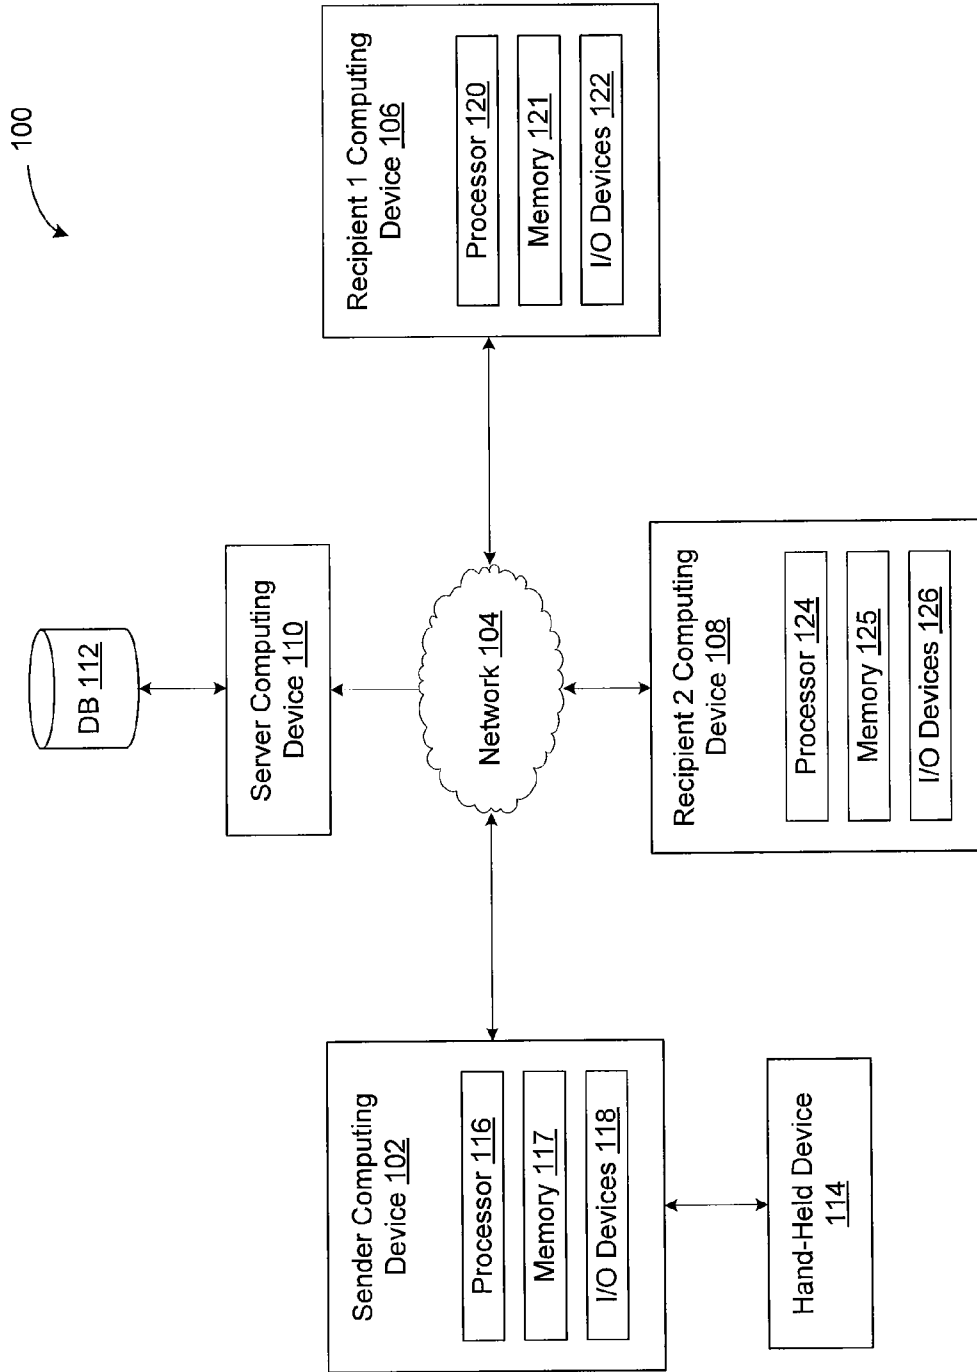 100
DB 112
Server Computing
Device 110
Network 104
Sender Computing
Device 102
Processor 116
Memory 117
I/O Devices 118
Hand-Held Device
114
Recipient 2 Computing
Device 108
Processor 124
Memory 125
I/O Devices 126
Recipient 1 Computing
Device 106
Processor 120
Memory 121
I/O Devices 122